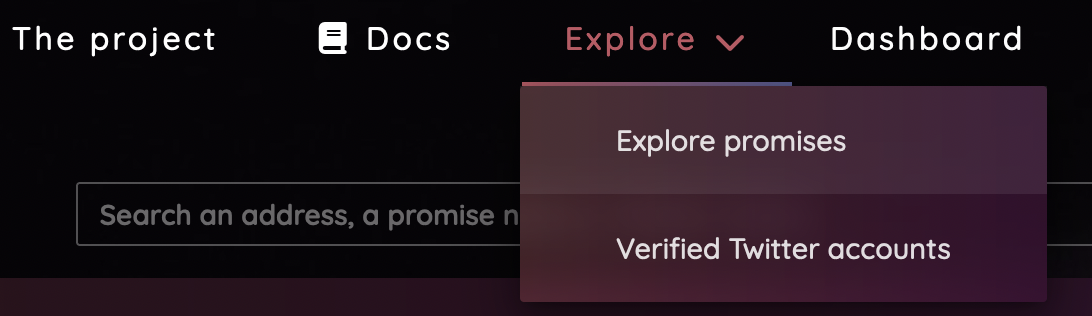 The project
Docs
Explore
Dashboard
Explore promises
Search an address, a promise n
Verified Twitter accounts